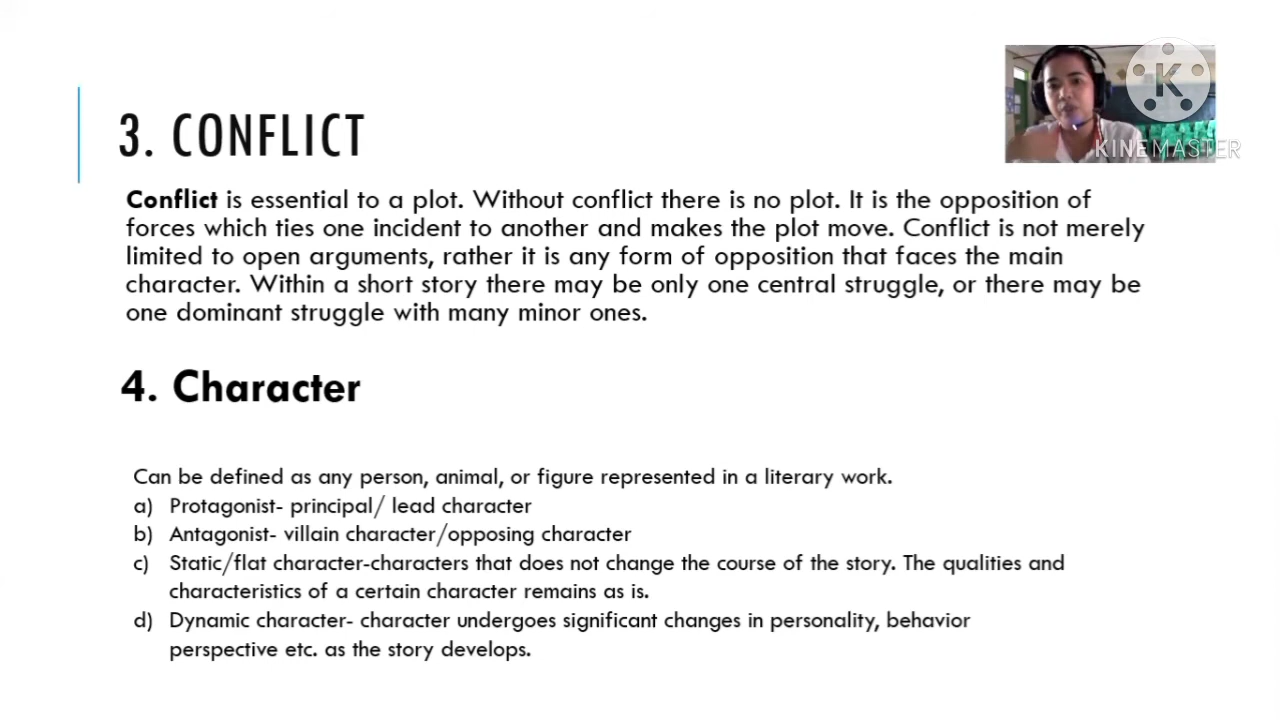 3. CONFLICT
Conflict is essential to a plot. Without conflict there is no plot. It is the opposition of
forces which ties one incident to another and makes the plot move. Conflict is not merely
limited to open arguments, rather it is any form of opposition that faces the main
character. Within a short story there may be only one central struggle, or there may be
one dominant struggle with many minor ones.
4. Character
Can be defined as any person, animal, or figure represented in a literary work.
a) Protagonist- principal/ lead character
b) Antagonist- villain character/opposing character
c) Static/flat character-characters that does not change the course of the story. The qualities and
characteristics of a certain character remains as is.
d) Dynamic character- character undergoes significant changes in personality, behavior
perspective etc. as the story develops.
K
KINEMASTER